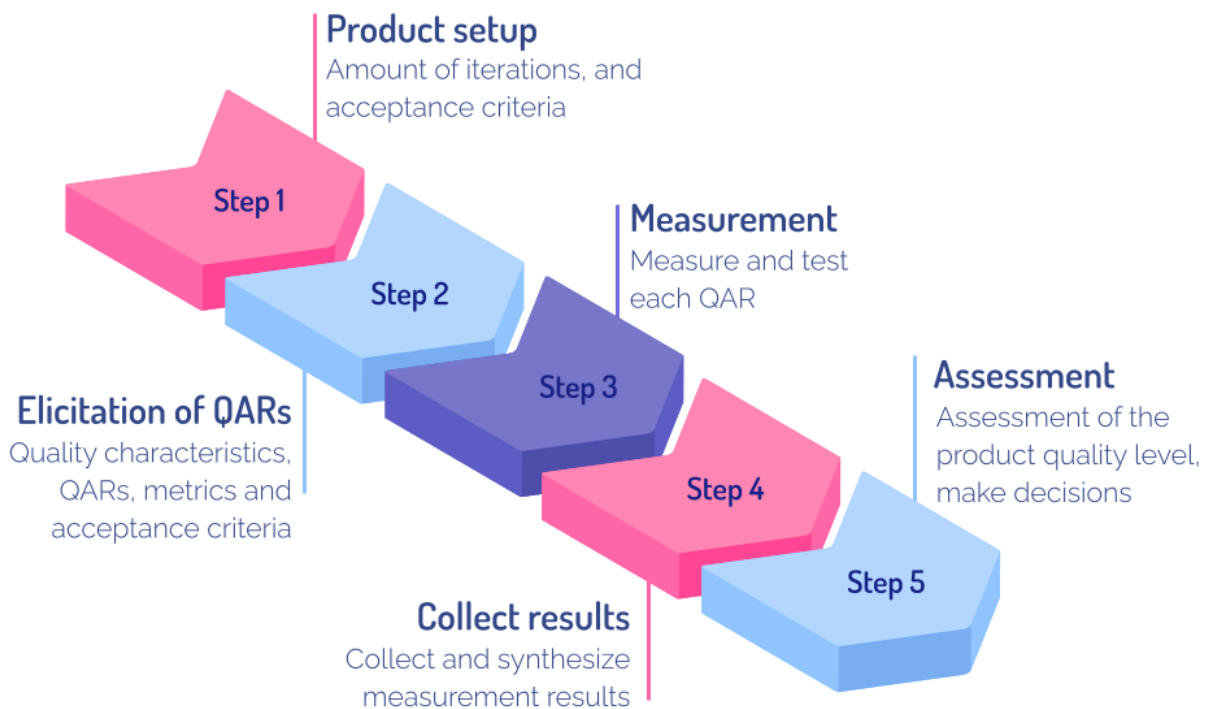 Product setup
Amount of iterations, and
acceptance criteria
Step 1
Step 2
Elicitation of QARs
Quality characteristics,
QARs, metrics and
acceptance criteria
Measurement
Measure and test
each QAR
Step 3
Step 4
Collect results
Collect and synthesize
measurement results
Assessment
Assessment of the
product quality level,
make decisions
Step 5